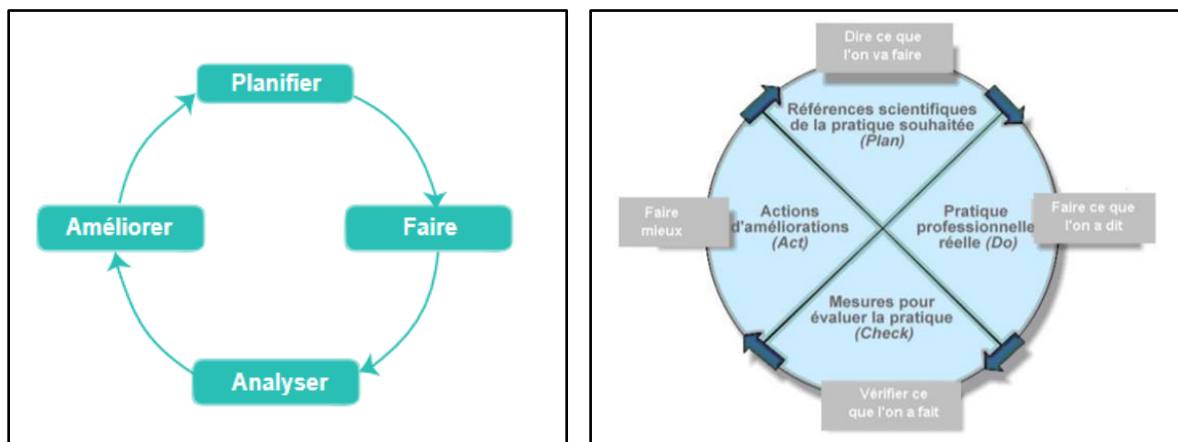 Planifier
Améliorer
Faire
Analyser
Dire ce que
l'on va faire
Références scientifiques
de la pratique souhaitée
(Plan)
Faire
mieux
Actions
d'améliorations
(Act)
Pratique
professionnelle
réelle (Do)
Faire ce que
l'on a dit
Mesures pour
évaluer la pratique
(Check)
Vérifier ce
que l'on a fait